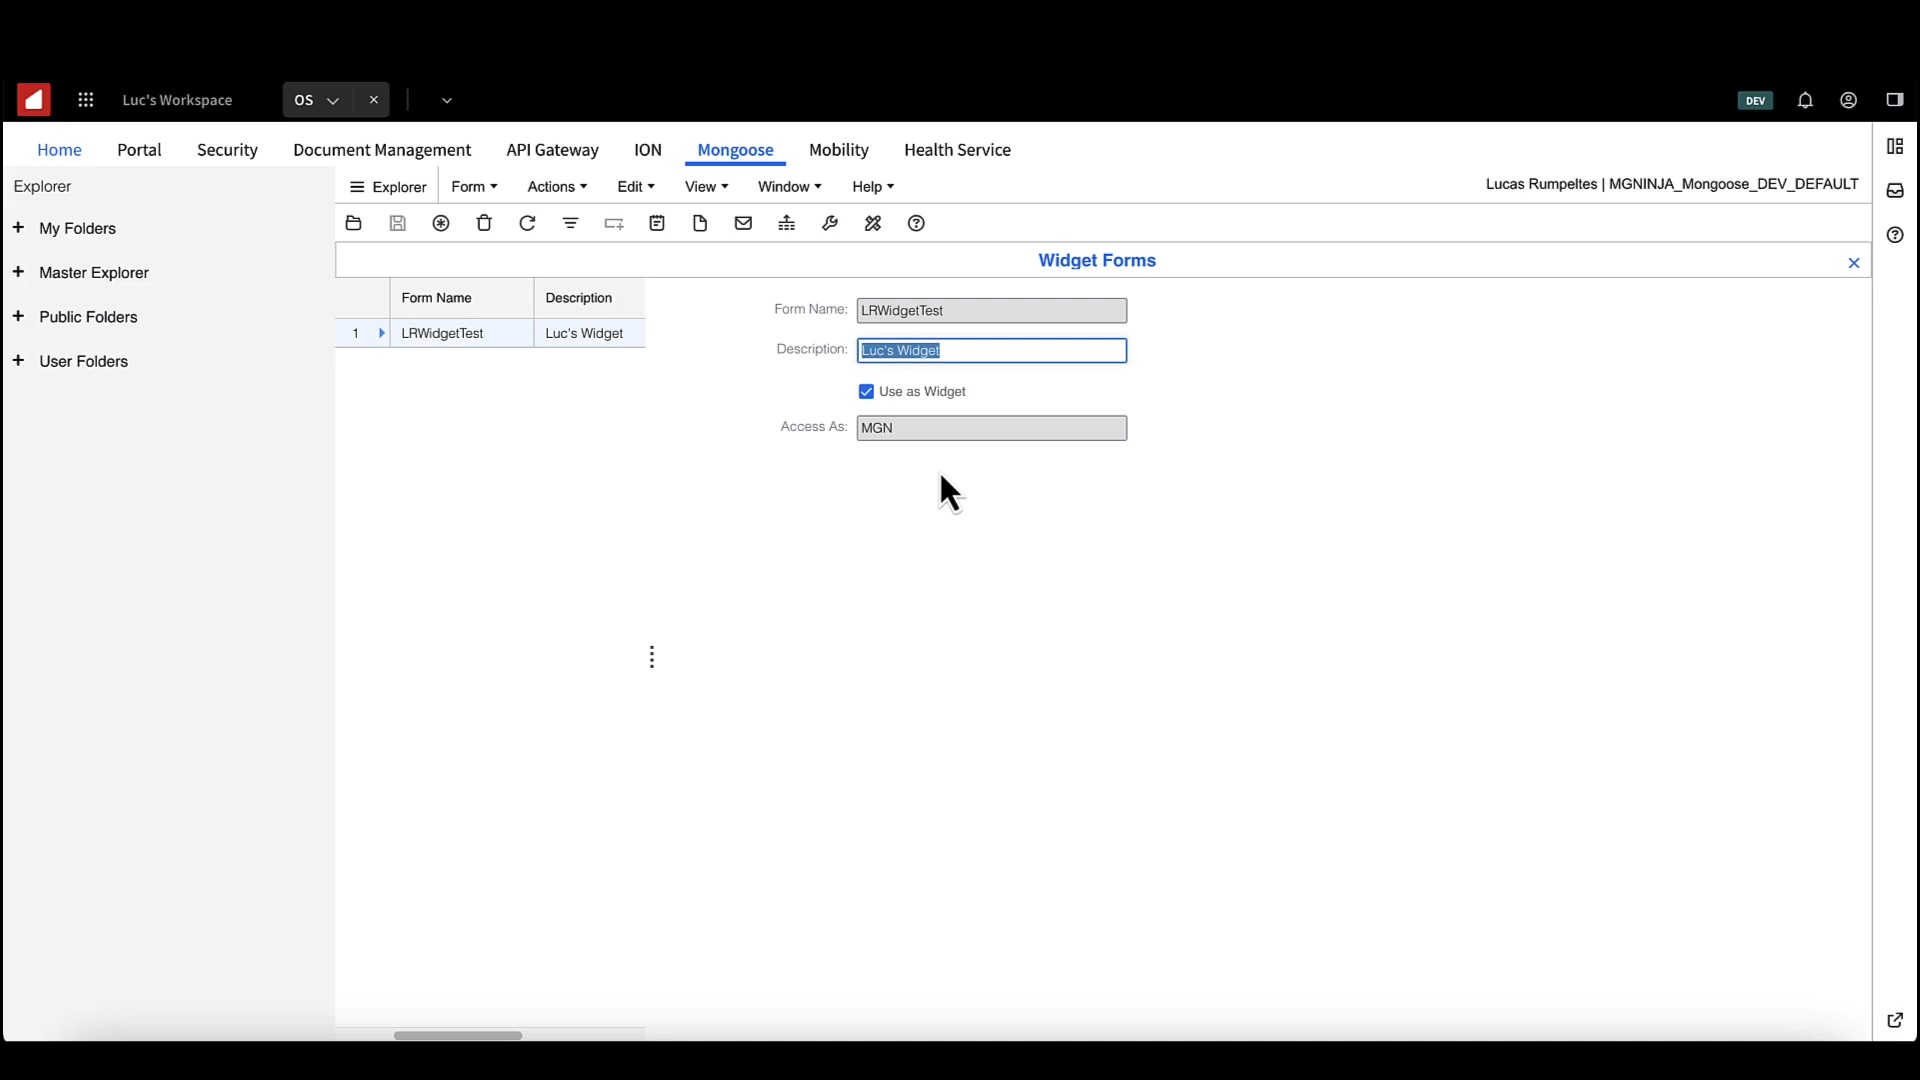 Luc's Workspace OS DEV
Home Portal Security Document Management API Gateway ION Mongoose Mobility Health Service
Explorer Explorer Form Actions Edit View Window Help Lucas Rumpeltes | MGNINJA_Mongoose_DEV_DEFAULT
My Folders
Master Explorer
Public Folders
User Folders
Widget Forms
Form Name Description
1 LRWidgetTest Luc's Widget
Form Name: LRWidgetTest
Description: Luc's Widget
Use as Widget
Access As: MGN